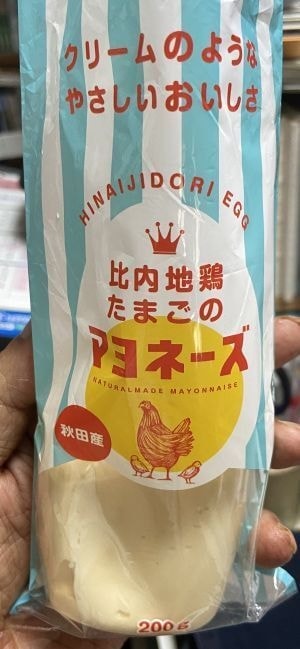 クリームのような
やさしいおいしさ
HINAIJIDORI EGG
比内地鶏
たまごの
マヨネーズ
NATURALMADE MAYONNAISE
秋田産
200g